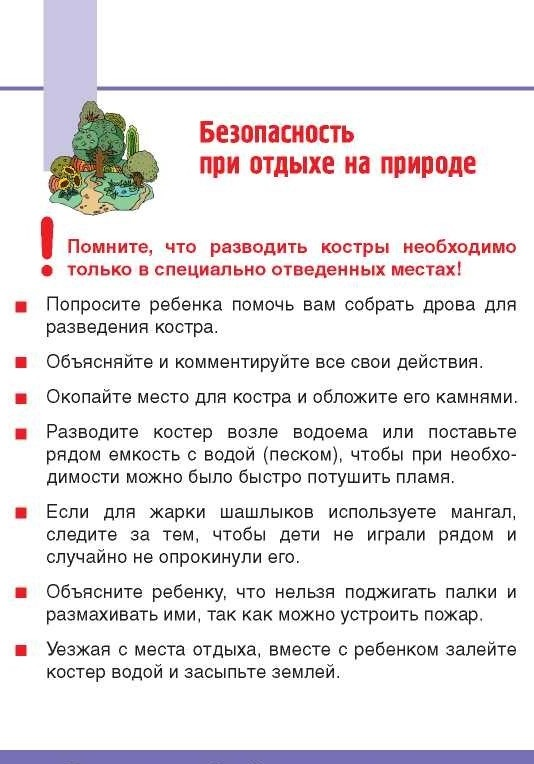 Безопасность
при отдыхе на природе
! Помните, что разводить костры необходимо
только в специально отведенных местах!
Попросите ребенка помочь вам собрать дрова для
разведения костра.
Объясняйте и комментируйте все свои действия.
Окопайте место для костра и обложите его камнями.
Разводите костер возле водоема или поставьте
рядом емкость с водой (песком), чтобы при необхо-
димости можно было быстро потушить пламя.
Если для жарки шашлыков используете мангал,
следите за тем, чтобы дети не играли рядом и
случайно не опрокинули его.
Объясните ребенку, что нельзя поджигать палки и
размахивать ими, так как можно устроить пожар.
Уезжая с места отдыха, вместе с ребенком залейте
костер водой и засыпьте землей.